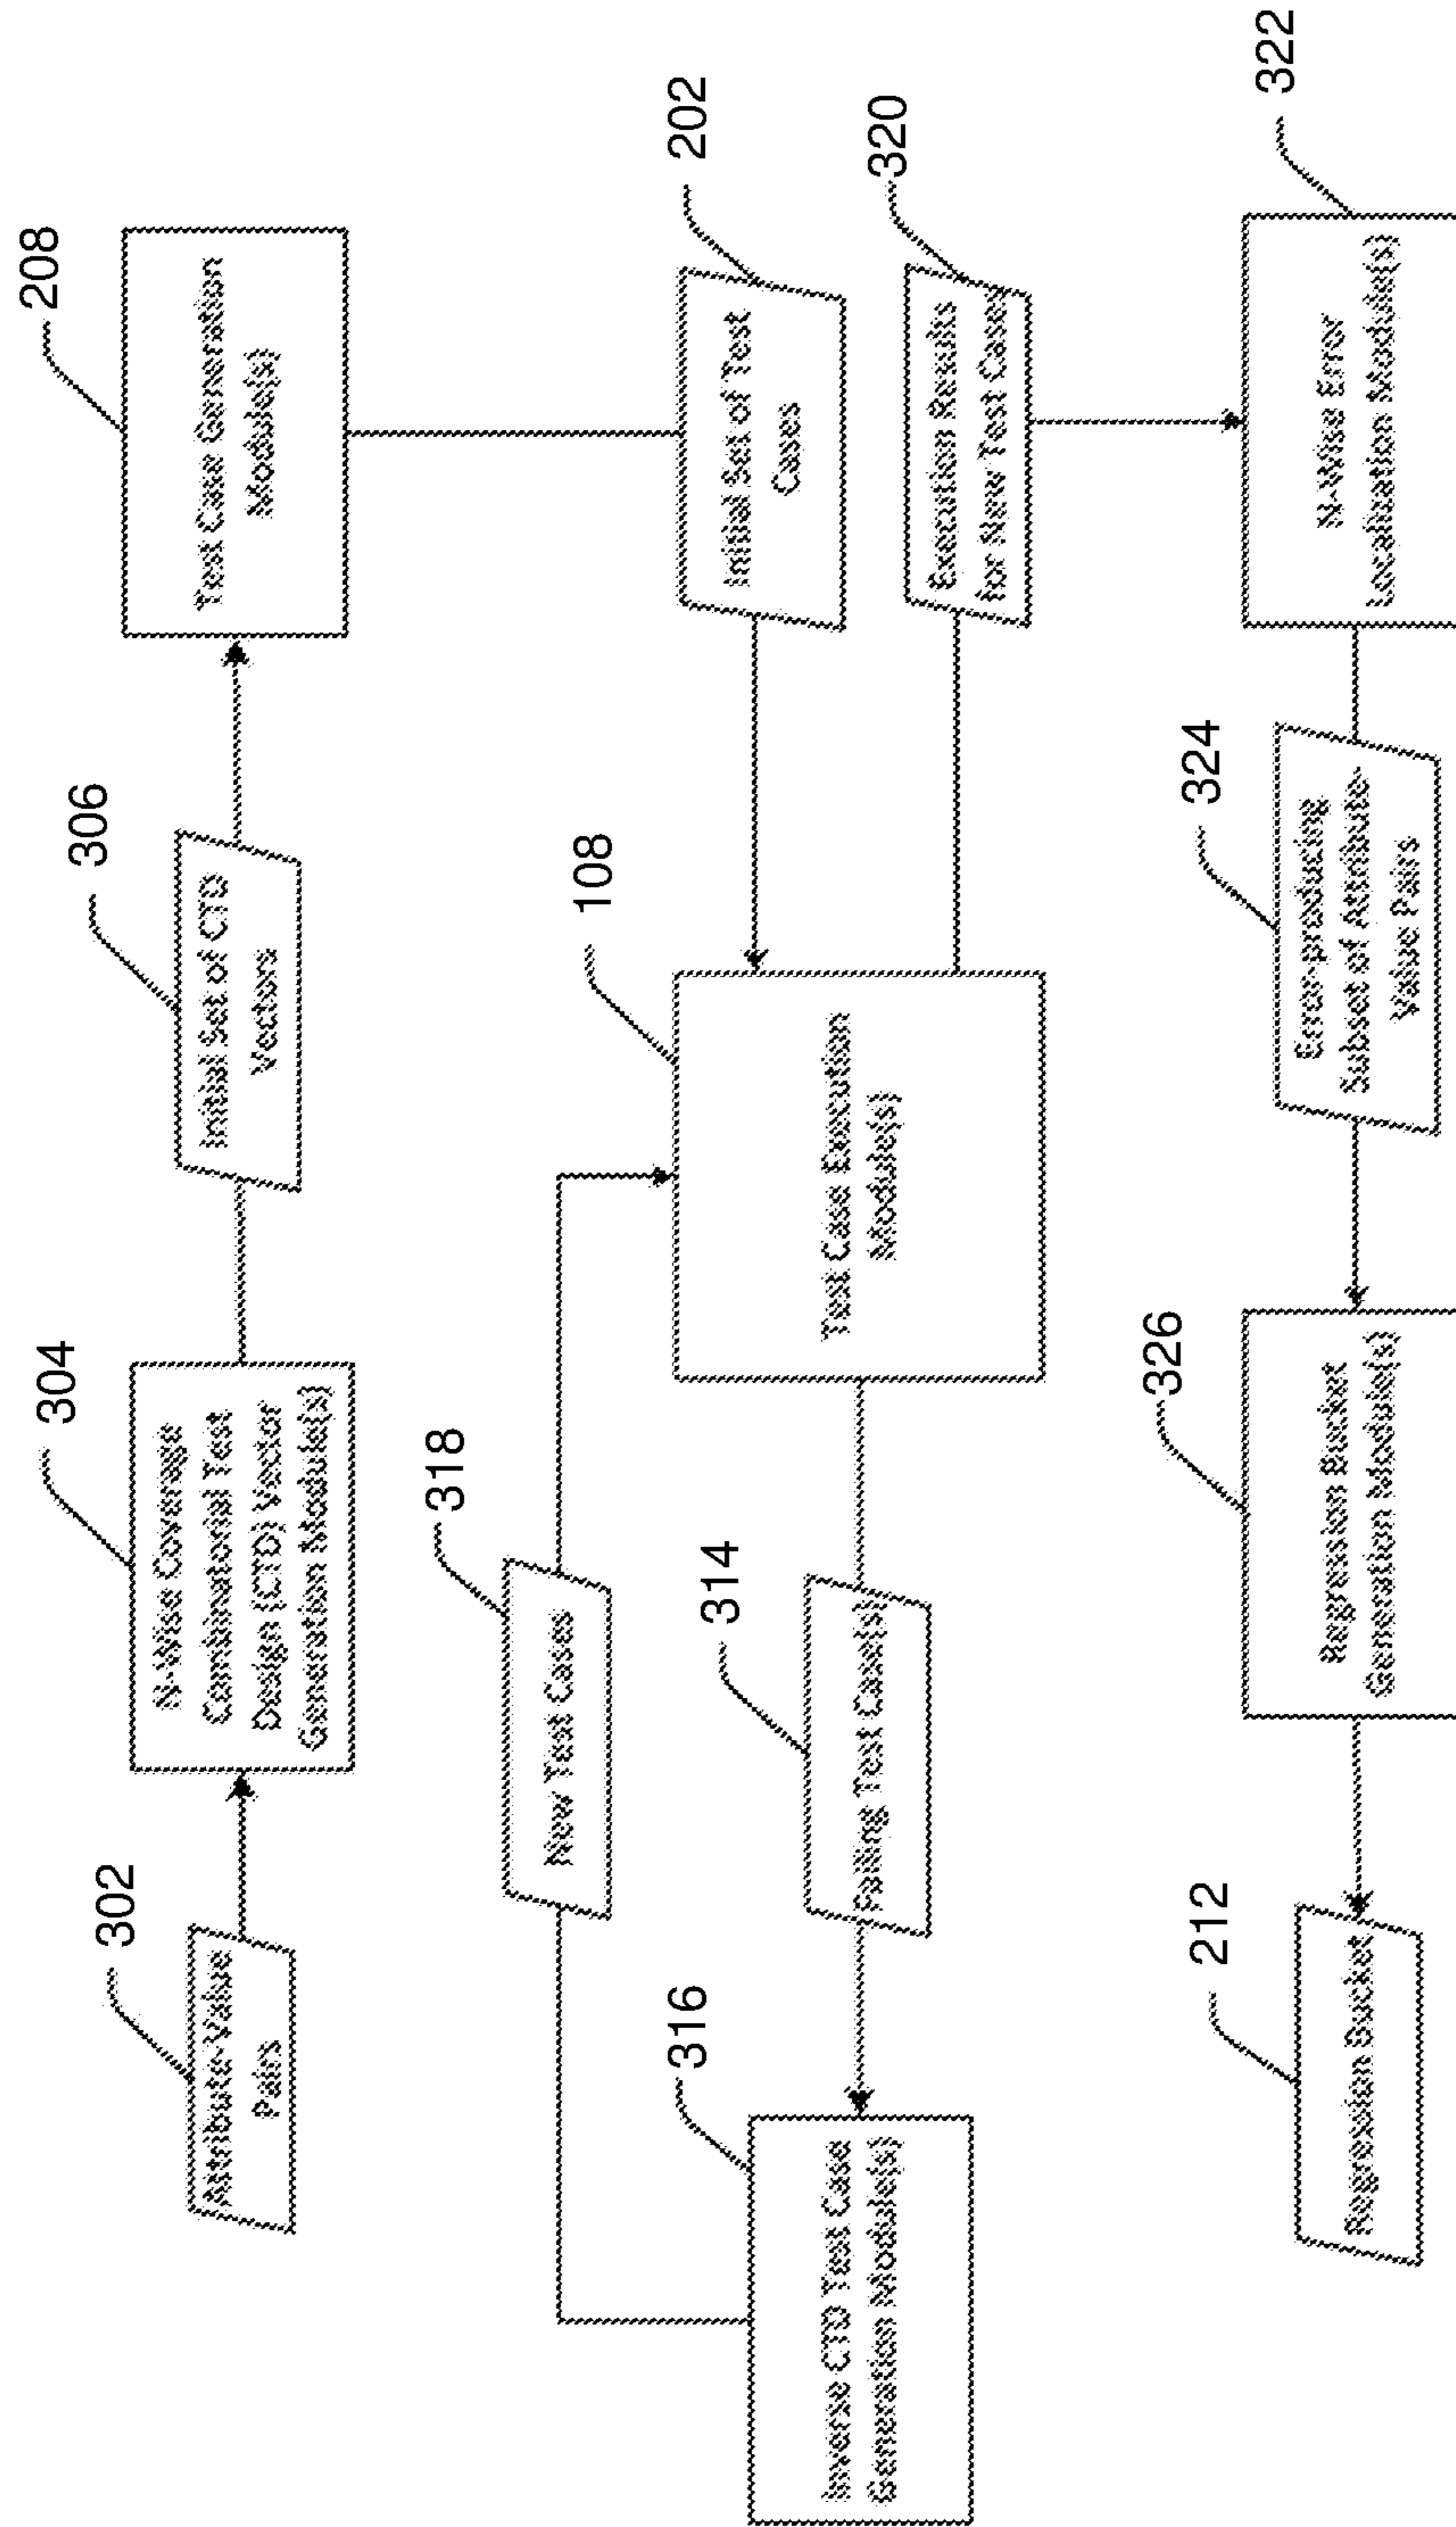 302
Attribute-Value
Pairs
304
N-Wise Coverage
Combinatorial Test
Design (CTD) Vector
Generation Module(s)
306
Initial Set of CTD
Vectors
208
Test Case Generation
Module(s)
318
New Test Cases
316
Inverse CTD Test Case
Generation Module(s)
314
Failing Test Case(s)
108
Test Case Execution
Module(s)
202
Initial Set of Test
Cases
320
Execution Results
for New Test Cases
212
Regression Bucket
326
Regression Bucket
Generation Module(s)
324
Error-producing
Subset of Attribute
Value Pairs
322
N-Wise Error
Localization Module(s)